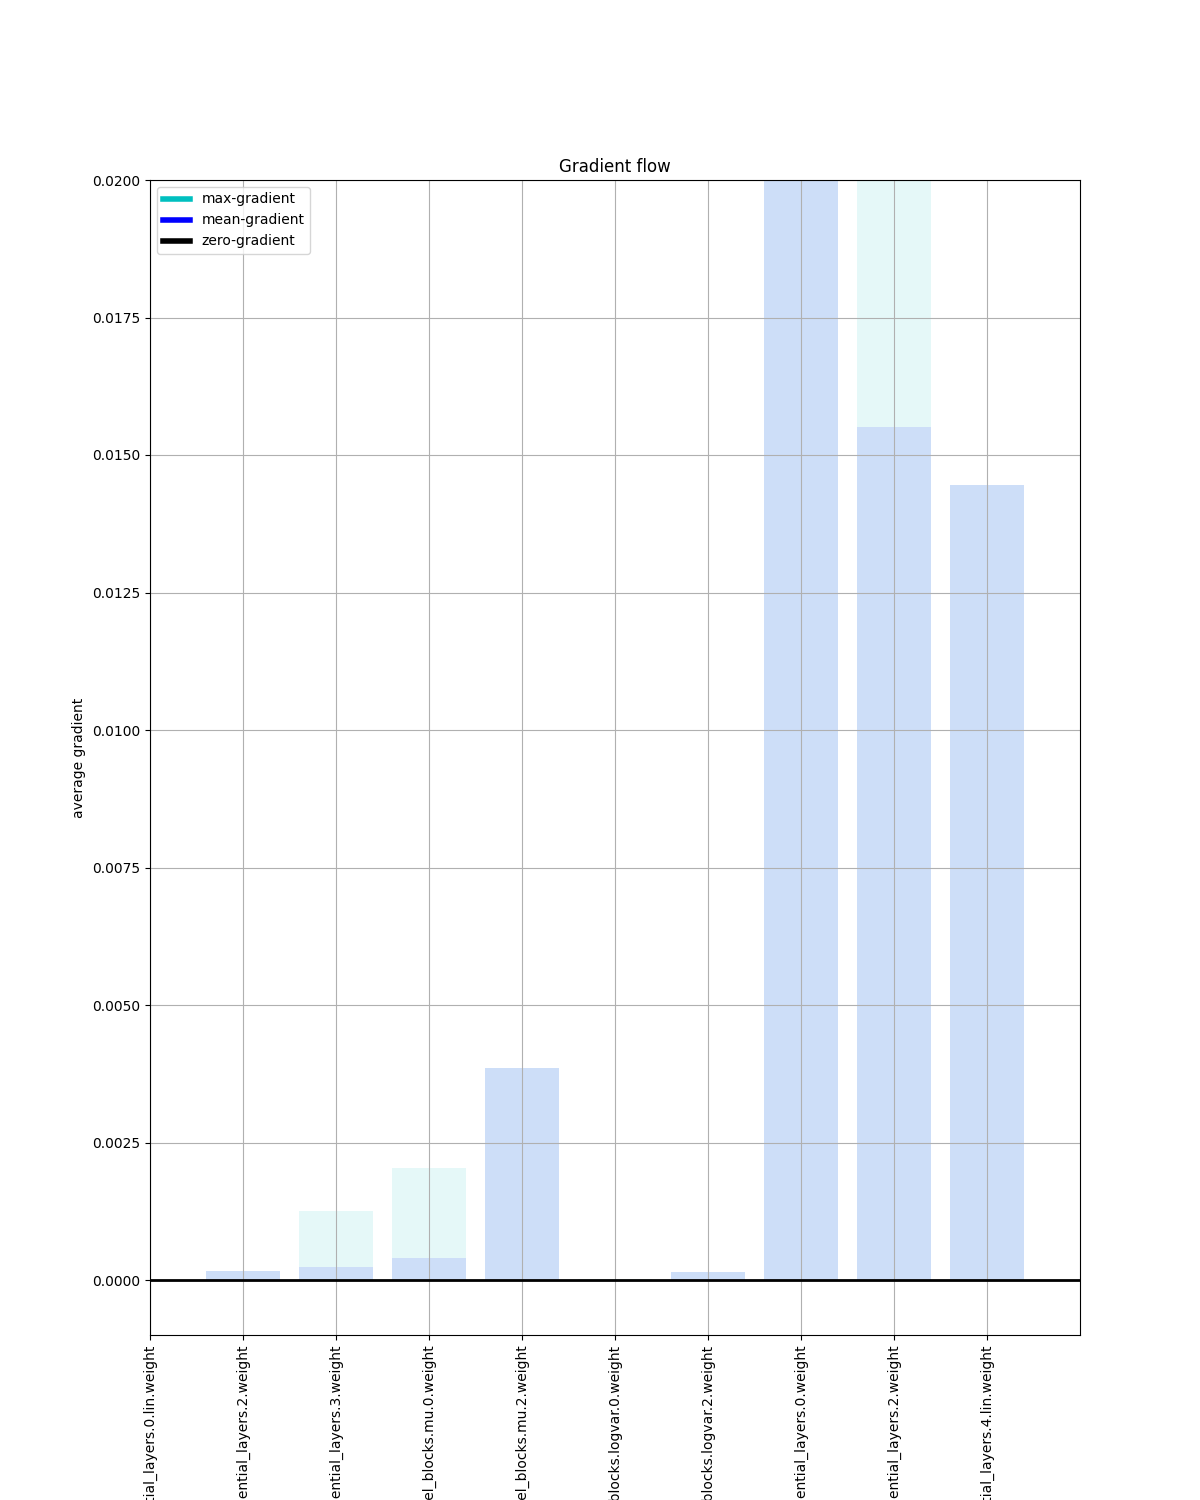 Gradient flow
max-gradient
mean-gradient
zero-gradient
0.0200
0.0175
0.0150
0.0125
0.0100
0.0075
0.0050
0.0025
0.0000
average gradient
tial_layers.0.lin.weight
ential_layers.2.weight
ential_layers.3.weight
el_blocks.mu.0.weight
el_blocks.mu.2.weight
blocks.logvar.0.weight
blocks.logvar.2.weight
ential_layers.0.weight
ential_layers.2.weight
tial_layers.4.lin.weight